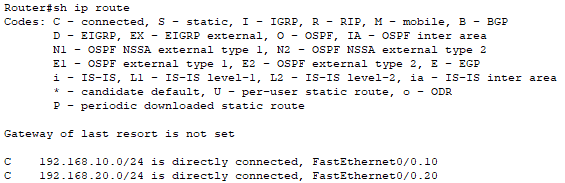 Router#sh ip route
Codes: C - connected, S - static, I - IGRP, R - RIP, M - mobile, B - BGP
       D - EIGRP, EX - EIGRP external, O - OSPF, IA - OSPF inter area
       N1 - OSPF NSSA external type 1, N2 - OSPF NSSA external type 2
       E1 - OSPF external type 1, E2 - OSPF external type 2, E - EGP
       i - IS-IS, L1 - IS-IS level-1, L2 - IS-IS level-2, ia - IS-IS inter area
       * - candidate default, U - per-user static route, o - ODR
       P - periodic downloaded static route
Gateway of last resort is not set
C    192.168.10.0/24 is directly connected, FastEthernet0/0.10
C    192.168.20.0/24 is directly connected, FastEthernet0/0.20